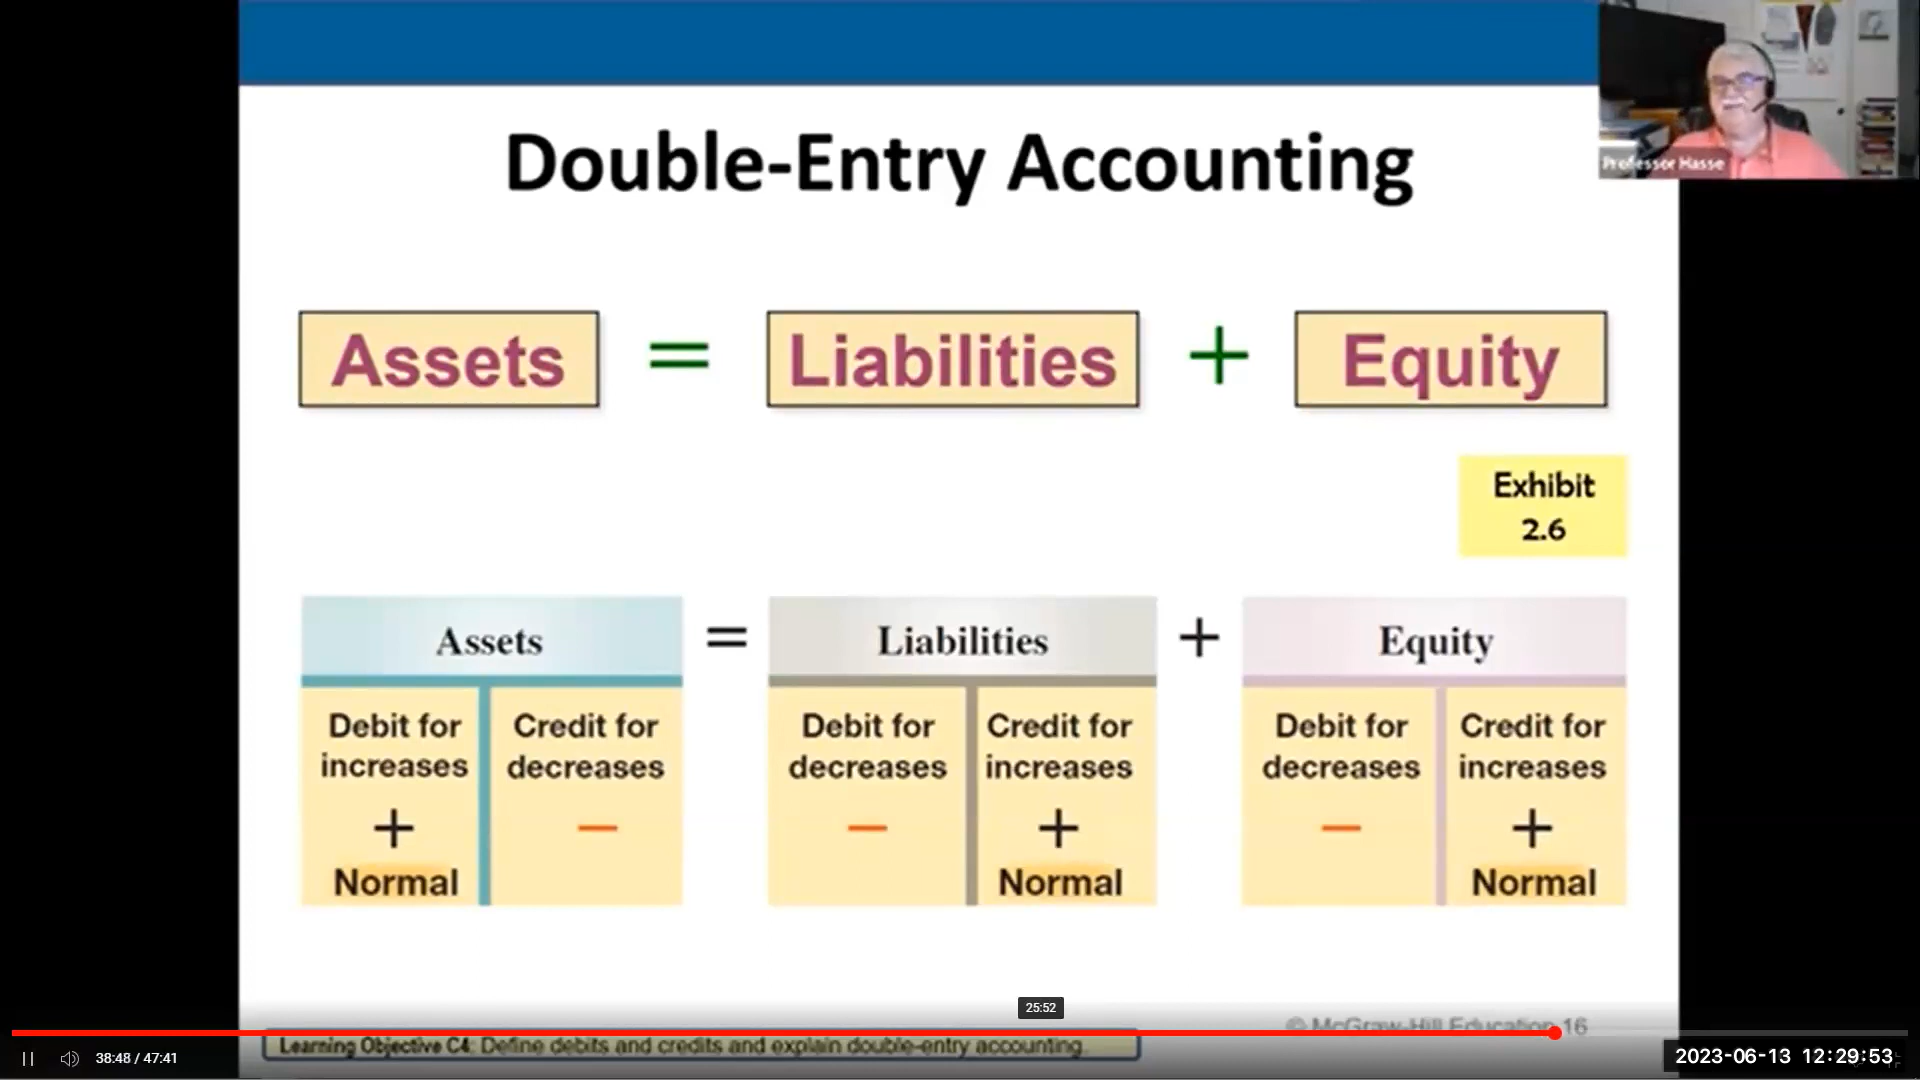 Professor Hasse
Double-Entry Accounting
Assets = Liabilities + Equity
Exhibit
2.6
Assets = Liabilities + Equity
Debit for Credit for Debit for Credit for Debit for Credit for
increases decreases decreases increases decreases increases
+ − − + − +
Normal Normal Normal
25:52
© McGraw-Hill Education 16
Learning Objective C4: Define debits and credits and explain double-entry accounting.
38:48 / 47:41
2023-06-13 12:29:53